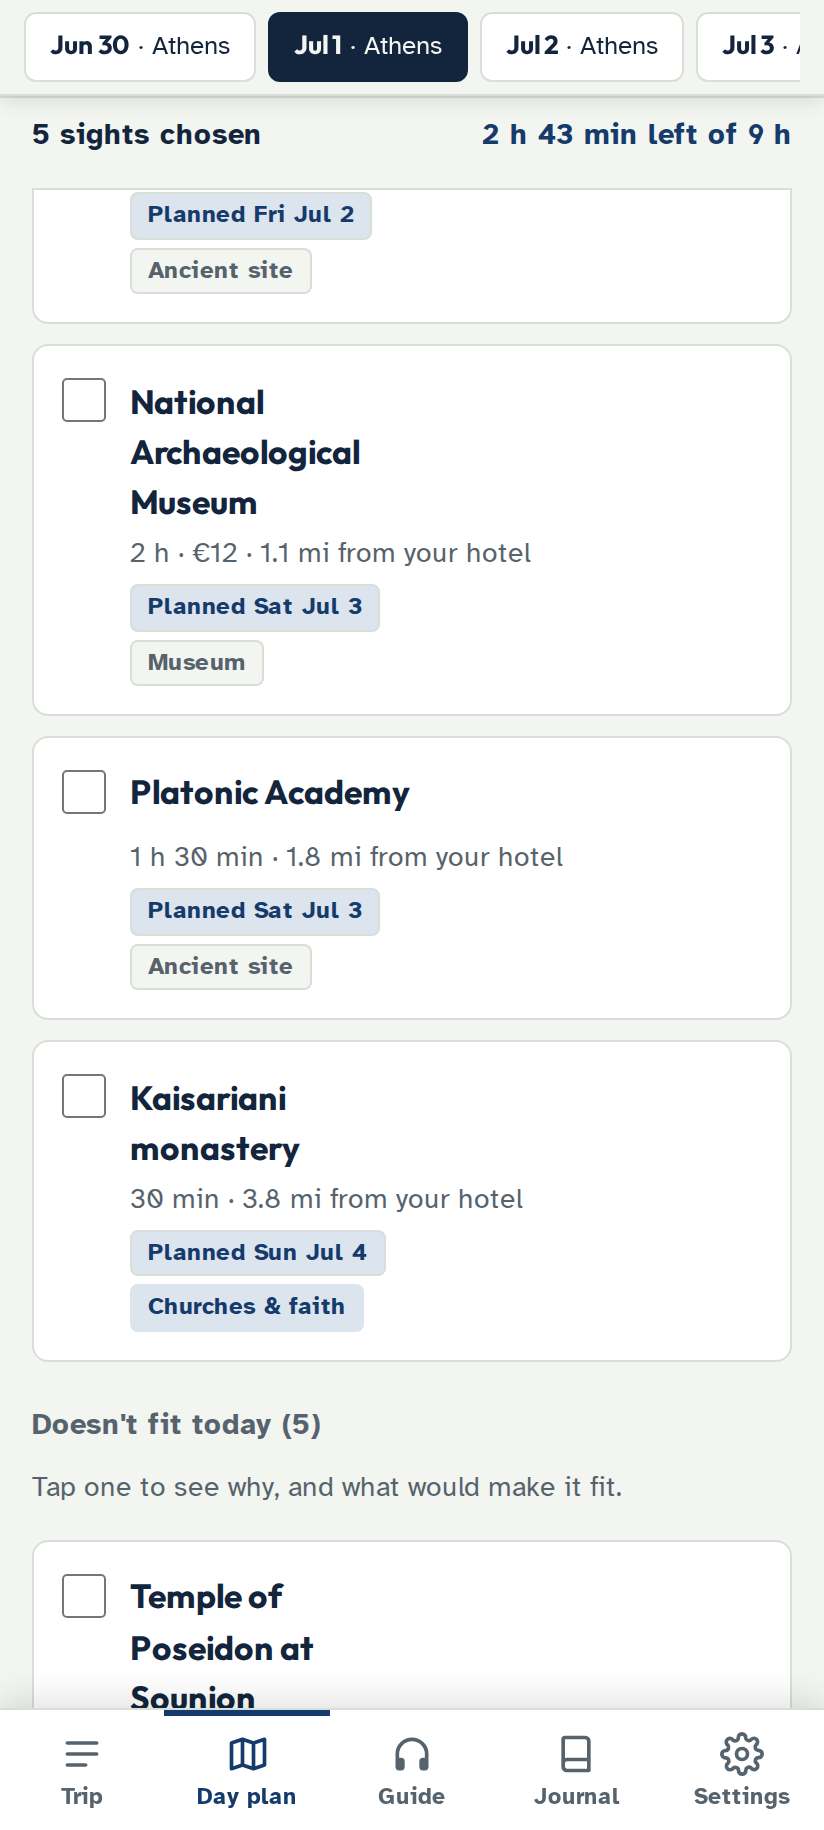 Jun 30 · Athens
Jul 1 · Athens
Jul 2 · Athens
Jul 3 ·
5 sights chosen
2 h 43 min left of 9 h
Planned Fri Jul 2
Ancient site
National
Archaeological
Museum
2 h · €12 · 1.1 mi from your hotel
Planned Sat Jul 3
Museum
Platonic Academy
1 h 30 min · 1.8 mi from your hotel
Planned Sat Jul 3
Ancient site
Kaisariani
monastery
30 min · 3.8 mi from your hotel
Planned Sun Jul 4
Churches & faith
Doesn't fit today (5)
Tap one to see why, and what would make it fit.
Temple of
Poseidon at
Sounion
Trip
Day plan
Guide
Journal
Settings